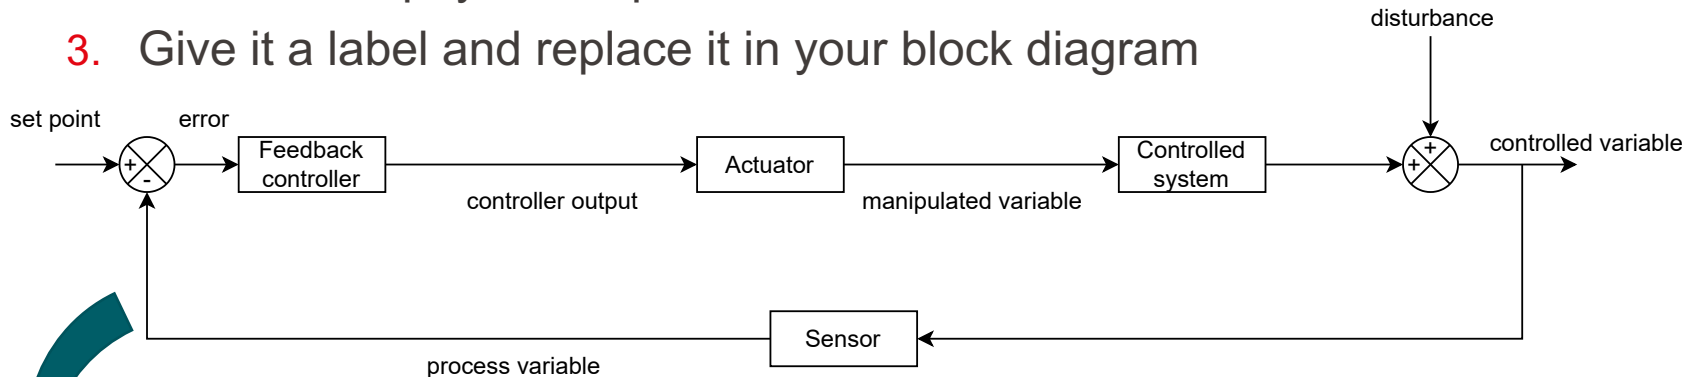 3. Give it a label and replace it in your block diagram
disturbance
set point
error
+
-
Feedback
controller
controller output
Actuator
manipulated variable
Controlled
system
+
+
controlled variable
Sensor
process variable